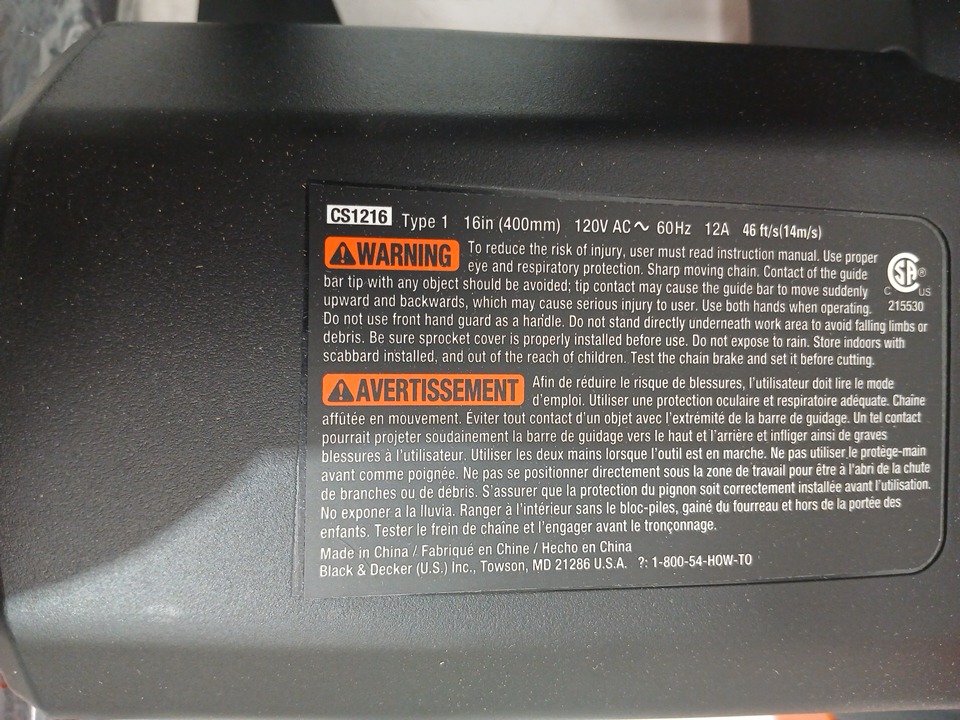 CS1216 Type 1 16in (400mm) 120V AC ~ 60Hz 12A 46 ft/s(14m/s)
⚠WARNING To reduce the risk of injury, user must read instruction manual. Use proper
eye and respiratory protection. Sharp moving chain. Contact of the guide
bar tip with any object should be avoided; tip contact may cause the guide bar to move suddenly
upward and backwards, which may cause serious injury to user. Use both hands when operating.
Do not use front hand guard as a handle. Do not stand directly underneath work area to avoid falling limbs or
debris. Be sure sprocket cover is properly installed before use. Do not expose to rain. Store indoors with
scabbard installed, and out of the reach of children. Test the chain brake and set it before cutting.
C SA ® US
215530
⚠AVERTISSEMENT Afin de réduire le risque de blessures, l'utilisateur doit lire le mode
d'emploi. Utiliser une protection oculaire et respiratoire adéquate. Chaîne
affûtée en mouvement. Éviter tout contact d'un objet avec l'extrémité de la barre de guidage. Un tel contact
pourrait projeter soudainement la barre de guidage vers le haut et l'arrière et infliger ainsi de graves
blessures à l'utilisateur. Utiliser les deux mains lorsque l'outil est en marche. Ne pas utiliser le protège-main
avant comme poignée. Ne pas se positionner directement sous la zone de travail pour être à l'abri de la chute
de branches ou de débris. S'assurer que la protection du pignon soit correctement installée avant l'utilisation.
No exponer a la lluvia. Ranger à l'intérieur sans le bloc-piles, gainé du fourreau et hors de la portée des
enfants. Tester le frein de chaîne et l'engager avant le tronçonnage.
Made in China / Fabriqué en Chine / Hecho en China
Black & Decker (U.S.) Inc., Towson, MD 21286 U.S.A. ?: 1-800-54-HOW-TO